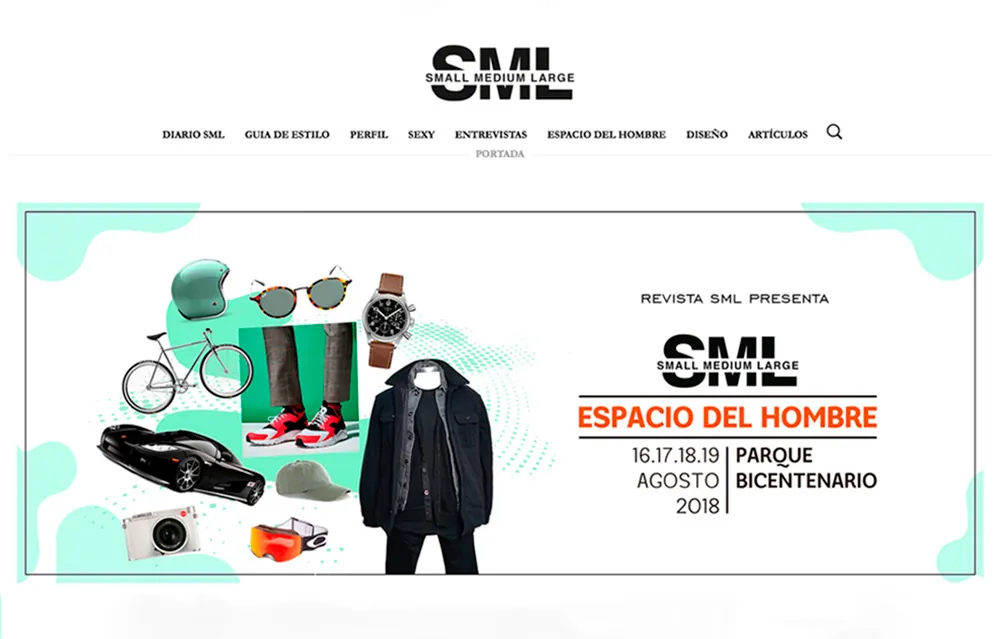 SML
SMALL MEDIUM LARGE
DIARIO SML GUIA DE ESTILO PERFIL SEXY ENTREVISTAS ESPACIO DEL HOMBRE DISEÑO ARTÍCULOS
PORTADA
REVISTA SML PRESENTA
SML
SMALL MEDIUM LARGE
ESPACIO DEL HOMBRE
16.17.18.19
AGOSTO
2018
PARQUE
BICENTENARIO